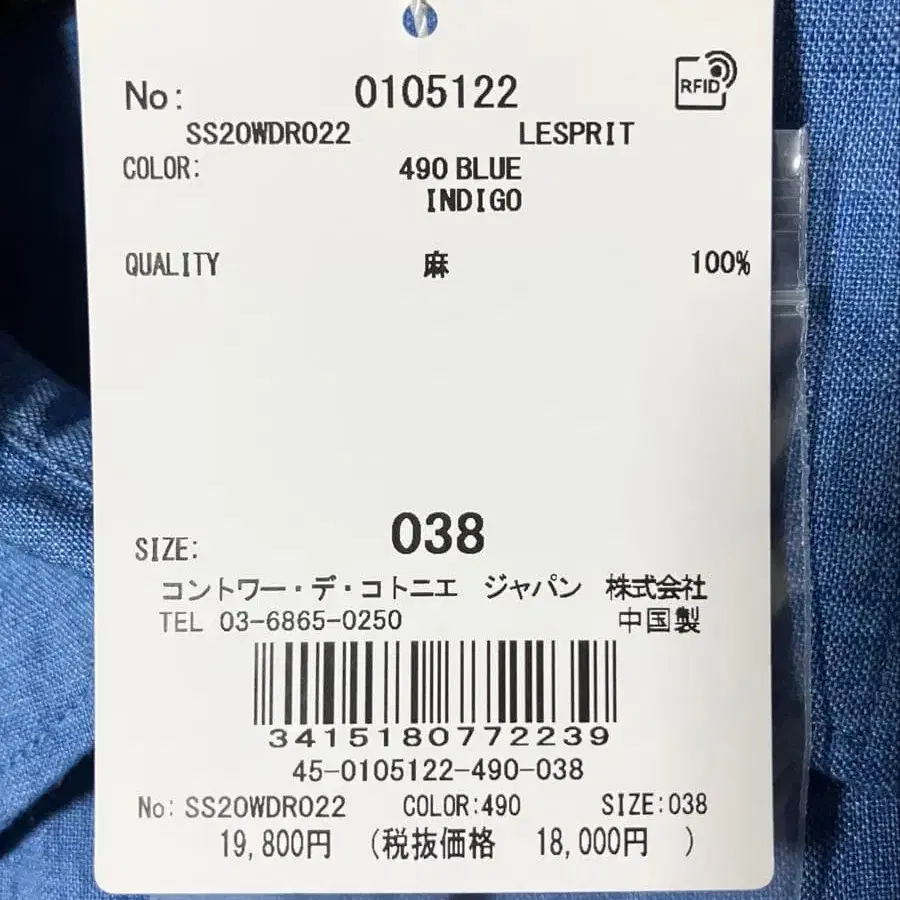 No: 0105122 RFID
SS20WDR022 LESPRIT
COLOR: 490 BLUE
INDIGO
QUALITY 麻 100%
SIZE: 038
コントワー・デ・コトニエ ジャパン 株式会社
TEL 03-6865-0250 中国製
3415180772239
45-0105122-490-038
No: SS20WDR022 COLOR:490 SIZE:038
19,800円 (税抜価格 18,000円 )